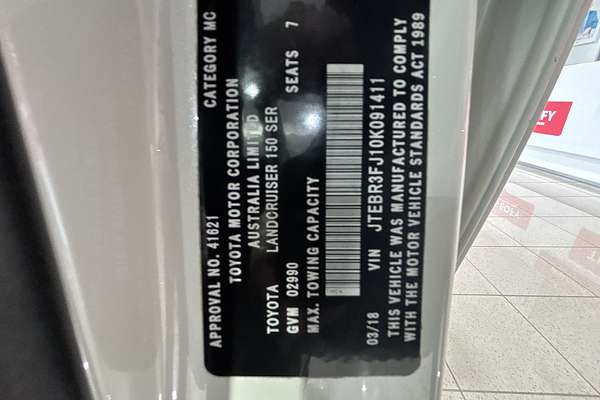 APPROVAL NO. 41621 CATEGORY MC
TOYOTA MOTOR CORPORATION
AUSTRALIA LIMITED
TOYOTA LANDCRUISER 150 SER
GVM 02990 SEATS 7
MAX. TOWING CAPACITY
03/18 VIN JTEBR3FJ10K091411
THIS VEHICLE WAS MANUFACTURED TO COMPLY
WITH THE MOTOR VEHICLE STANDARDS ACT 1989